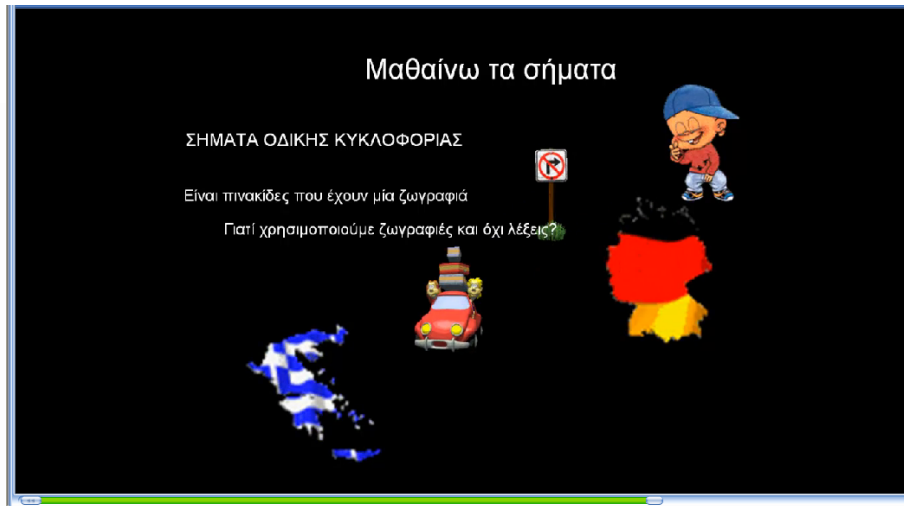 Μαθαίνω τα σήματα
ΣΗΜΑΤΑ ΟΔΙΚΗΣ ΚΥΚΛΟΦΟΡΙΑΣ
Είναι πινακίδες που έχουν μία ζωγραφιά
Γιατί χρησιμοποιούμε ζωγραφιές και όχι λέξεις?